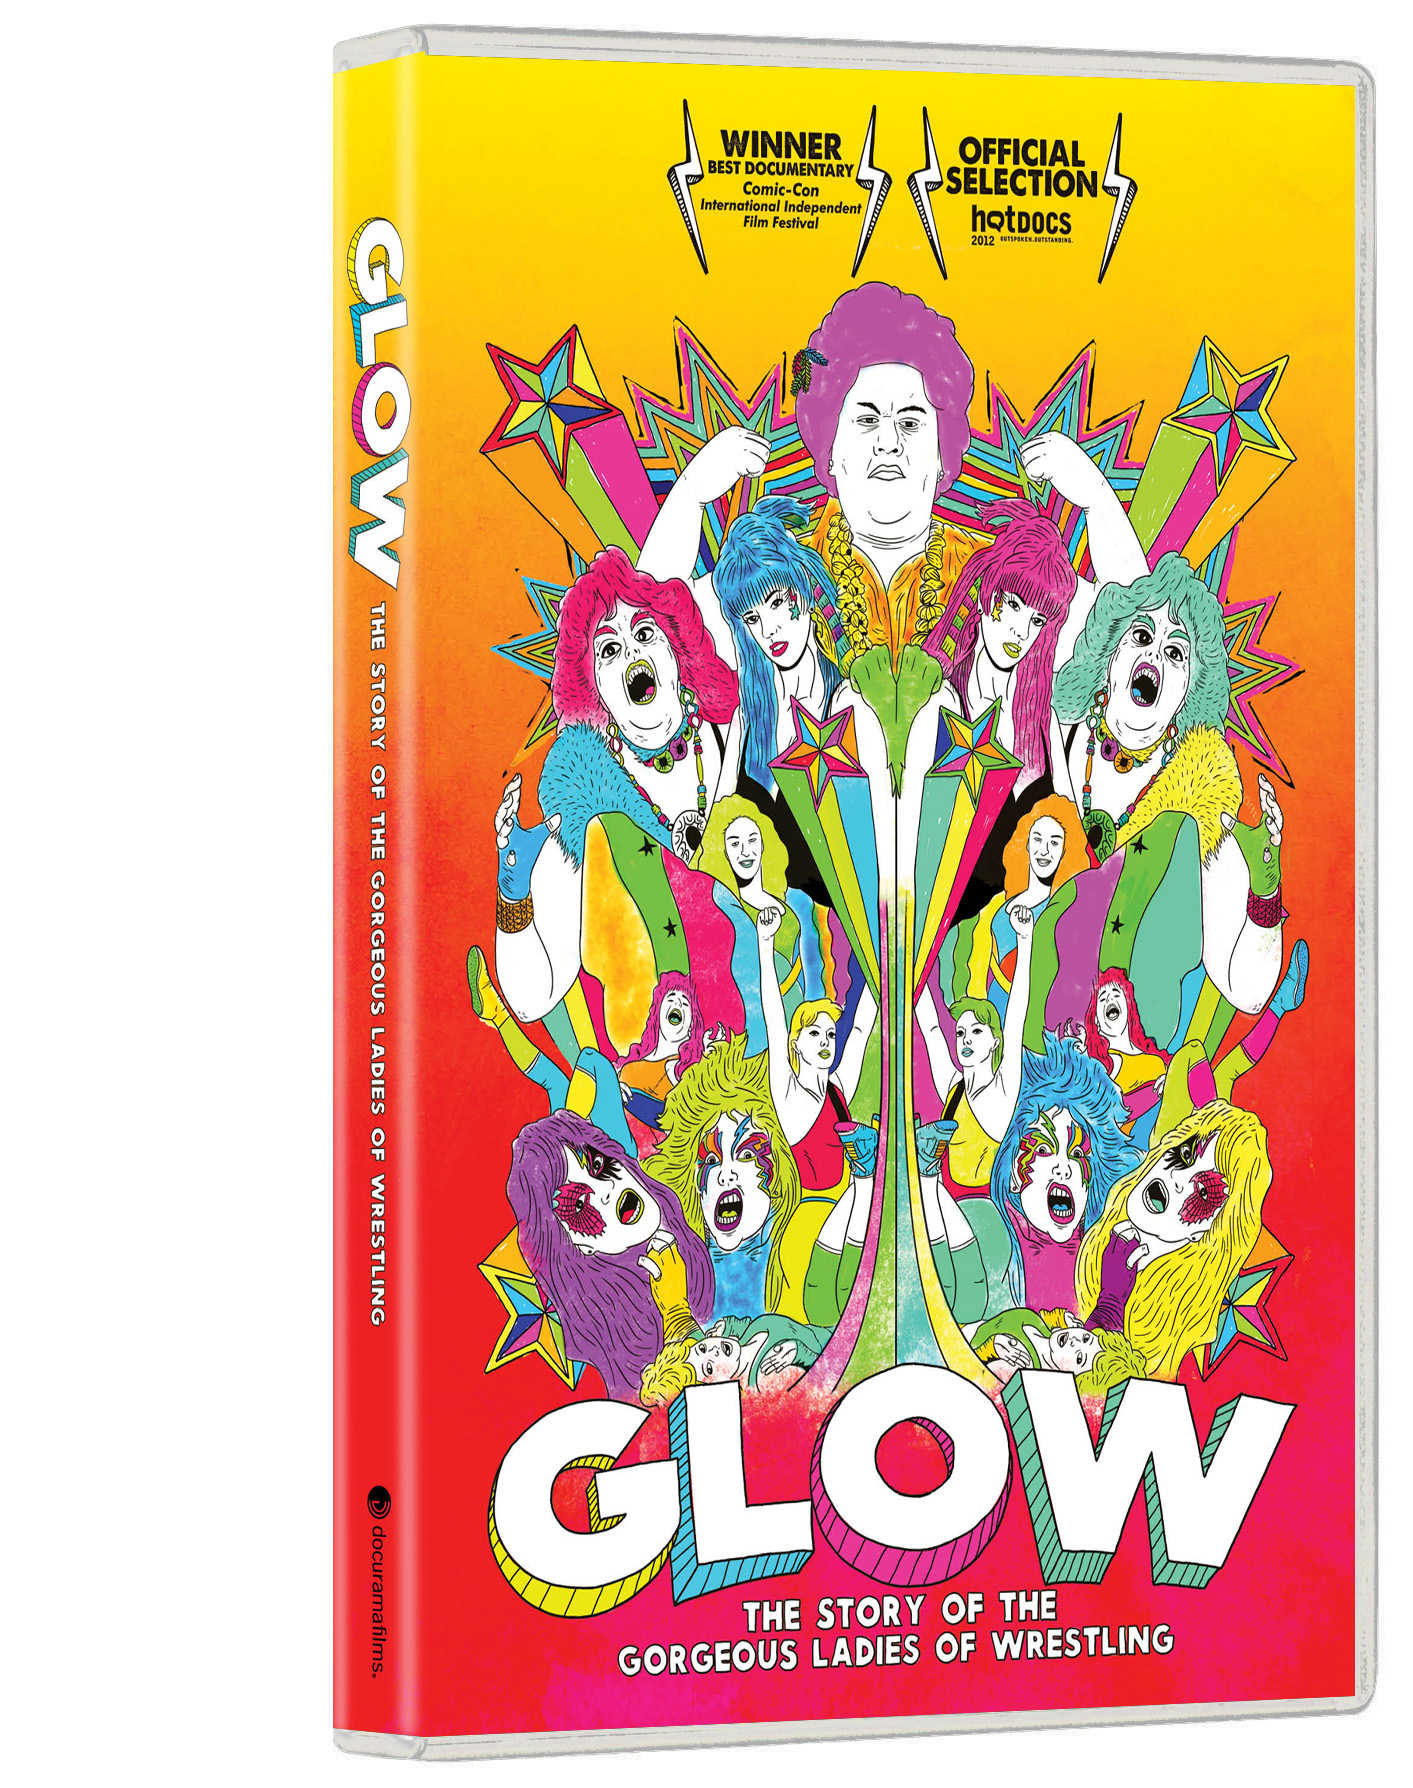 WINNER
BEST DOCUMENTARY
Comic-Con
International Independent
Film Festival
OFFICIAL
SELECTION
hotDOCS
2012 OUTSPOKEN.OUTSTANDING.
GLOW
THE STORY OF THE
GORGEOUS LADIES OF WRESTLING
GLOW THE STORY OF THE GORGEOUS LADIES OF WRESTLING
docuramafilms.